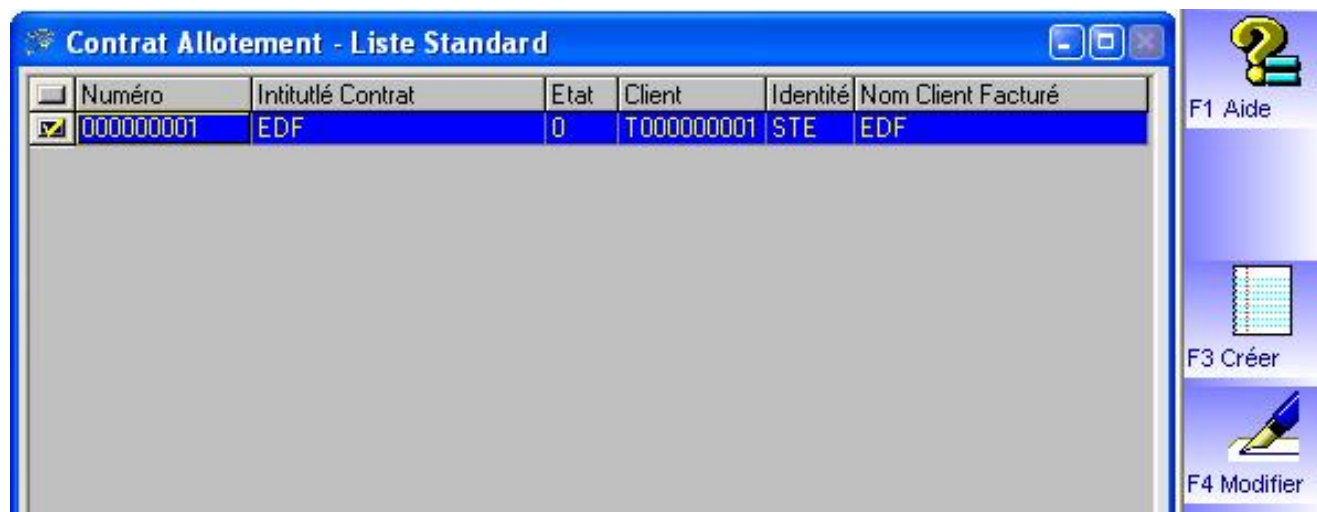 Contrat Allotement - Liste Standard
Numéro Intitutlé Contrat Etat Client Identité Nom Client Facturé
000000001 EDF 0 T000000001 STE EDF
F1 Aide
F3 Créer
F4 Modifier